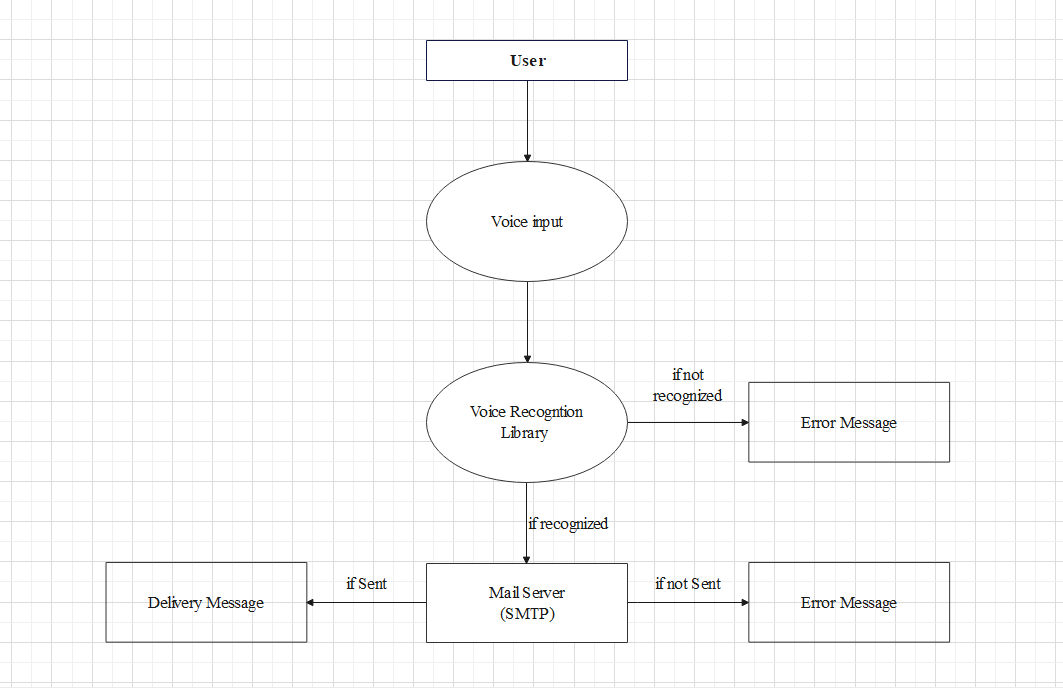 User
Voice input
if not
recognized
Voice Recogntion
Library
Error Message
if recognized
if Sent
if not Sent
Delivery Message
Mail Server
(SMTP)
Error Message